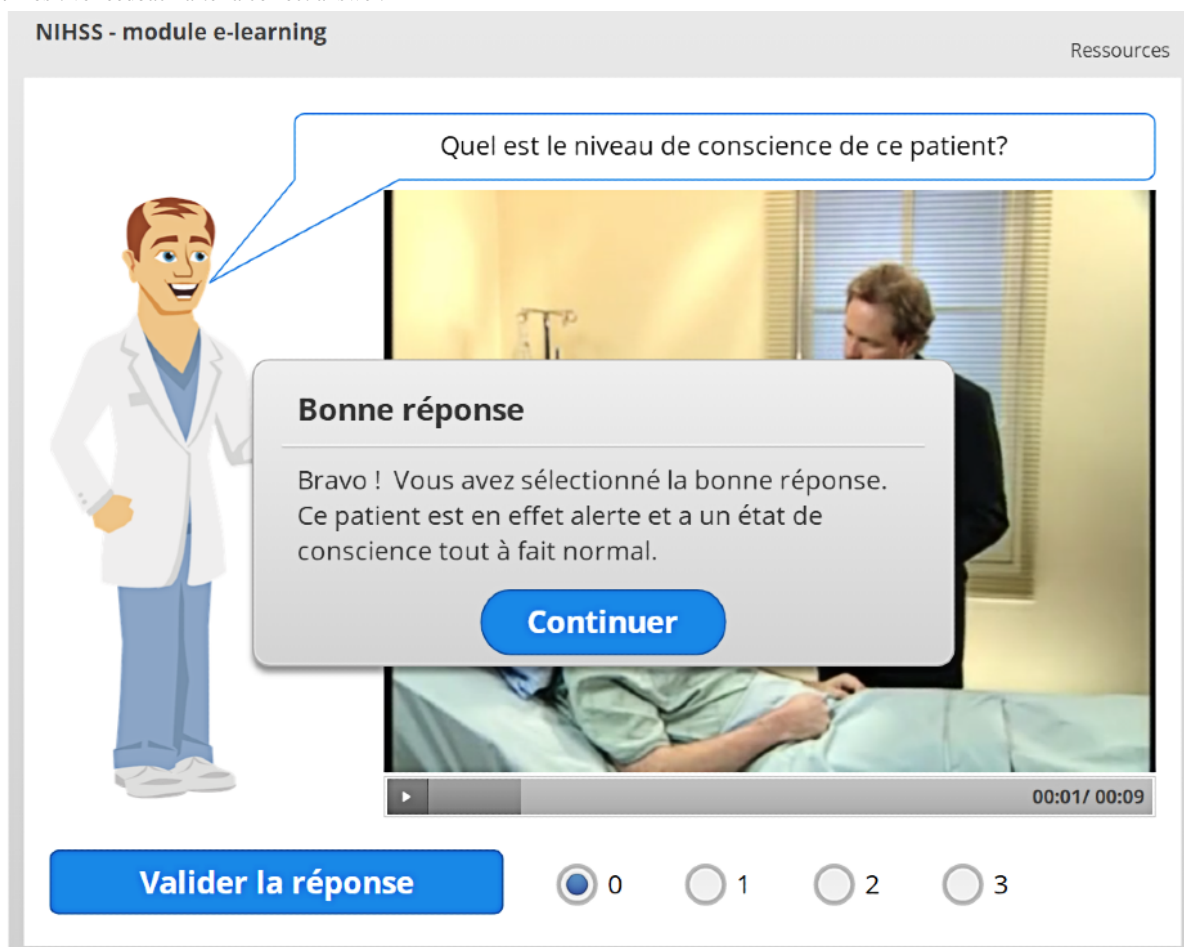 NIHSS - module e-learning
Ressources
Quel est le niveau de conscience de ce patient?
Bonne réponse
Bravo ! Vous avez sélectionné la bonne réponse.
Ce patient est en effet alerte et a un état de
conscience tout à fait normal.
Continuer
00:01/ 00:09
Valider la réponse
0
1
2
3